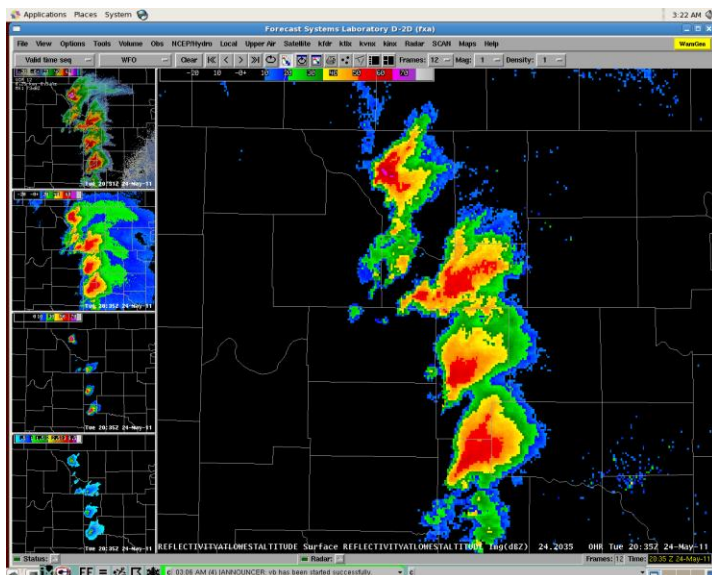 Applications Places System 3:22 AM
Forecast Systems Laboratory D-2D (fxa)
File View Options Tools Volume Obs NCEP/Hydro Local Upper Air Satellite kfdr ktlx kvnx kinx Radar SCAN Maps Help WarnGen
Valid time seq WFO Clear Frames: 12 Mag: 1 Density: 1
-20 -10 -0+ 10 20 30 40 50 60 70
Tue 20:31Z 24-May-11
Tue 20:35Z 24-May-11
Tue 20:35Z 24-May-11
Tue 20:35Z 24-May-11
REFLECTIVITYATLOWESTALTITUDE Surface REFLECTIVITYATLOWESTALTITUDE Img(dBZ) 24.2035 0HR Tue 20:35Z 24-May-11
Status: Radar: Frames: 12 Time: 20:35 Z 24-May-11
FF = 03:06 AM (4) IANNOUNCER: vb has been started successfully.